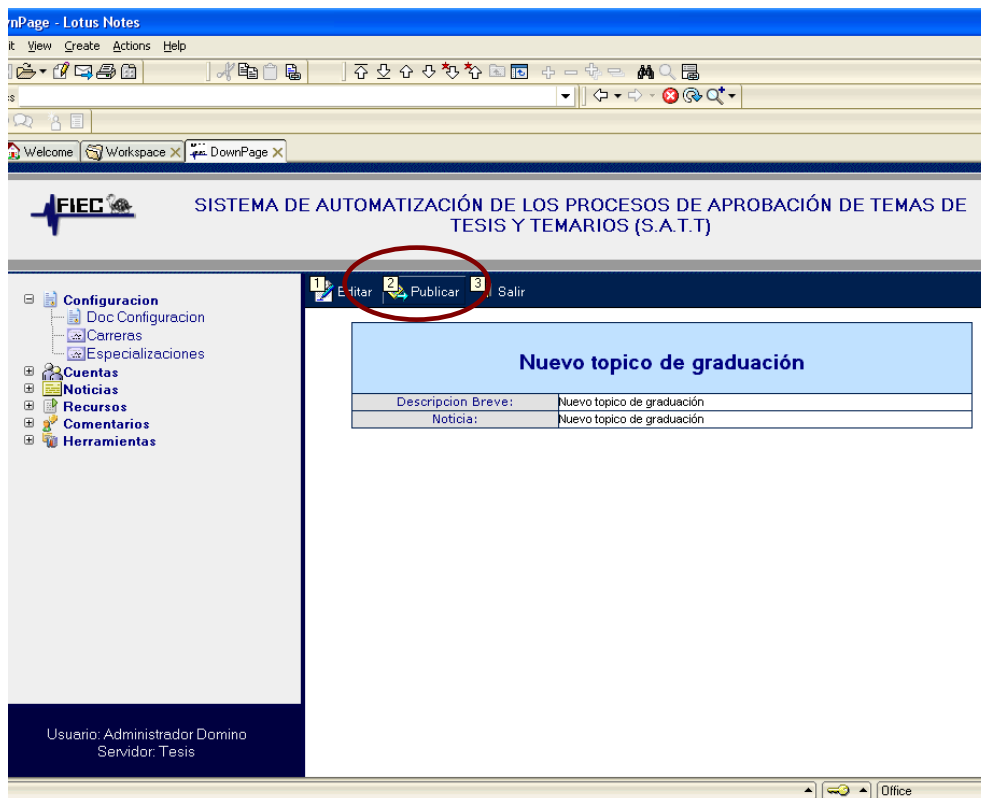 nPage - Lotus Notes
it View Create Actions Help
es
Welcome Workspace DownPage
FIEC
SISTEMA DE AUTOMATIZACIÓN DE LOS PROCESOS DE APROBACIÓN DE TEMAS DE
TESIS Y TEMARIOS (S.A.T.T)
1 Editar 2 Publicar 3 Salir
Configuracion
Doc Configuracion
Carreras
Especializaciones
Cuentas
Noticias
Recursos
Comentarios
Herramientas
Nuevo topico de graduación
Descripcion Breve: Nuevo topico de graduación
Noticia: Nuevo topico de graduación
Usuario: Administrador Domino
Servidor: Tesis
Office